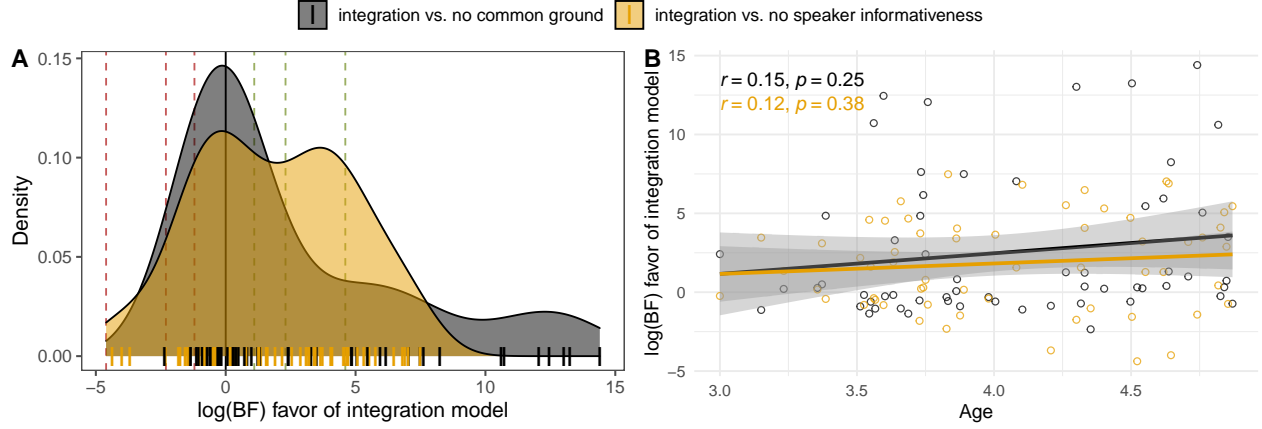 integration vs. no common ground
integration vs. no speaker informativeness
A
Density
0.15
0.10
0.05
0.00
−5
0
5
10
15
log(BF) favor of integration model
B
log(BF) favor of integration model
15
10
5
0
−5
r = 0.15, p = 0.25
r = 0.12, p = 0.38
3.0
3.5
4.0
4.5
Age